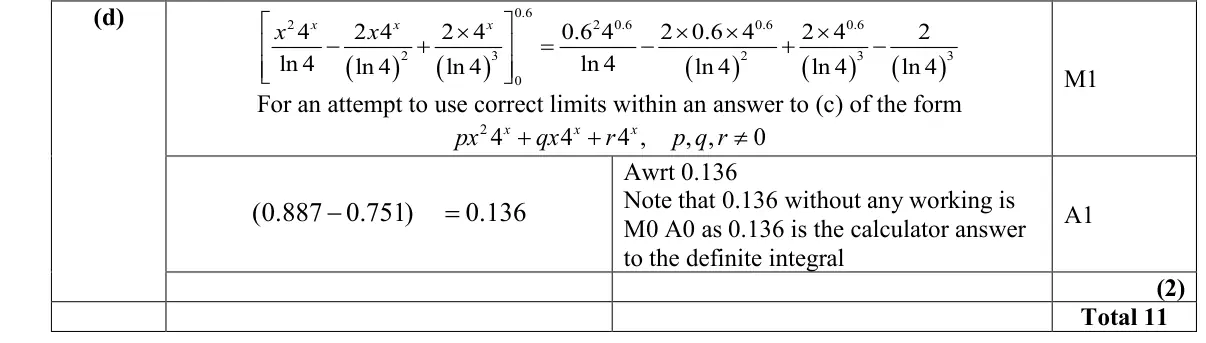 (d)
[x²4ˣ/ln 4 − 2x4ˣ/(ln 4)² + 2×4ˣ/(ln 4)³]₀^0.6 = 0.6²4^0.6/ln 4 − 2×0.6×4^0.6/(ln 4)² + 2×4^0.6/(ln 4)³ − 2/(ln 4)³
For an attempt to use correct limits within an answer to (c) of the form
px²4ˣ + qx4ˣ + r4ˣ, p,q,r ≠ 0
M1
(0.887 − 0.751) = 0.136
Awrt 0.136
Note that 0.136 without any working is
M0 A0 as 0.136 is the calculator answer
to the definite integral
A1
(2)
Total 11